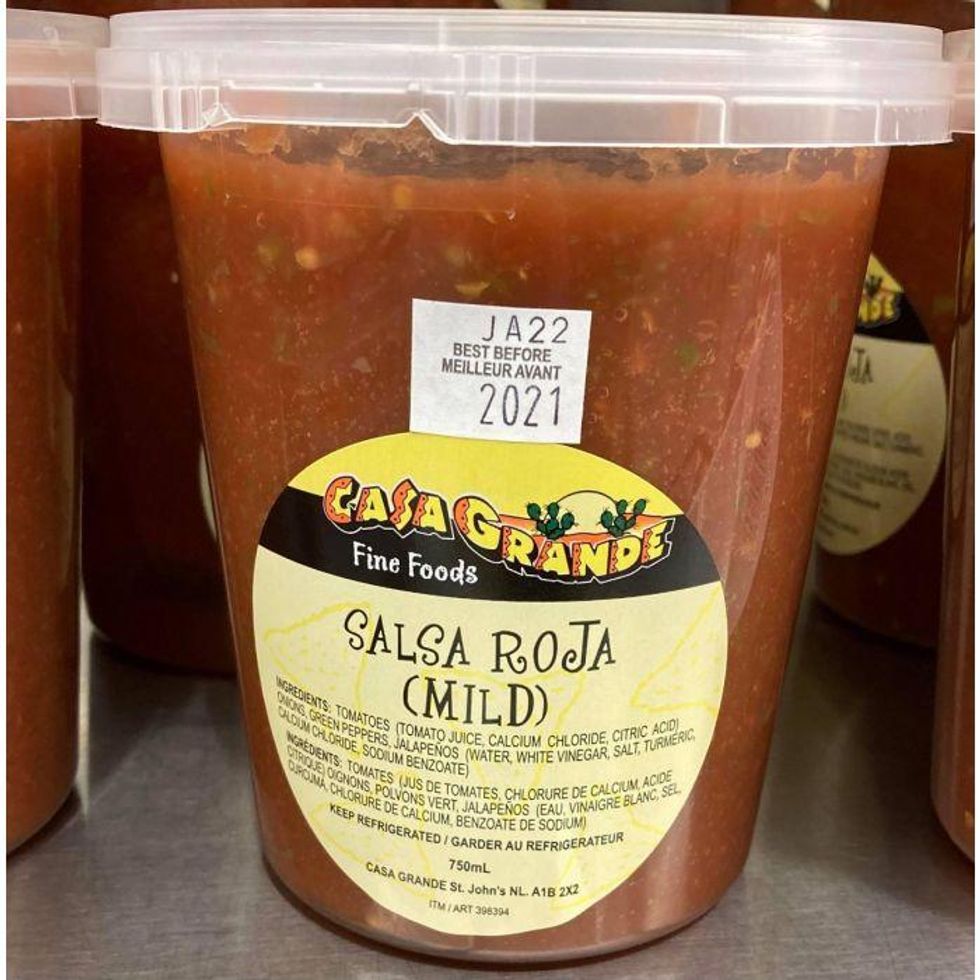 JA22
BEST BEFORE
MEILLEUR AVANT
2021
CASA GRANDE
Fine Foods
SALSA ROJA
(MILD)
INGREDIENTS: TOMATOES (TOMATO JUICE, CALCIUM CHLORIDE, CITRIC ACID)
ONIONS, GREEN PEPPERS, JALAPEÑOS (WATER, WHITE VINEGAR, SALT, TURMERIC,
CALCIUM CHLORIDE, SODIUM BENZOATE)
INGRÉDIENTS: TOMATES (JUS DE TOMATES, CHLORURE DE CALCIUM, ACIDE
CITRIQUE) OIGNONS, POLVONS VERT, JALAPEÑOS (EAU, VINAIGRE BLANC, SEL,
CURCUMA, CHLORURE DE CALCIUM, BENZOATE DE SODIUM)
KEEP REFRIGERATED / GARDER AU REFRIGERATEUR
750mL
CASA GRANDE St. John's NL. A1B 2X2
ITM / ART 398394